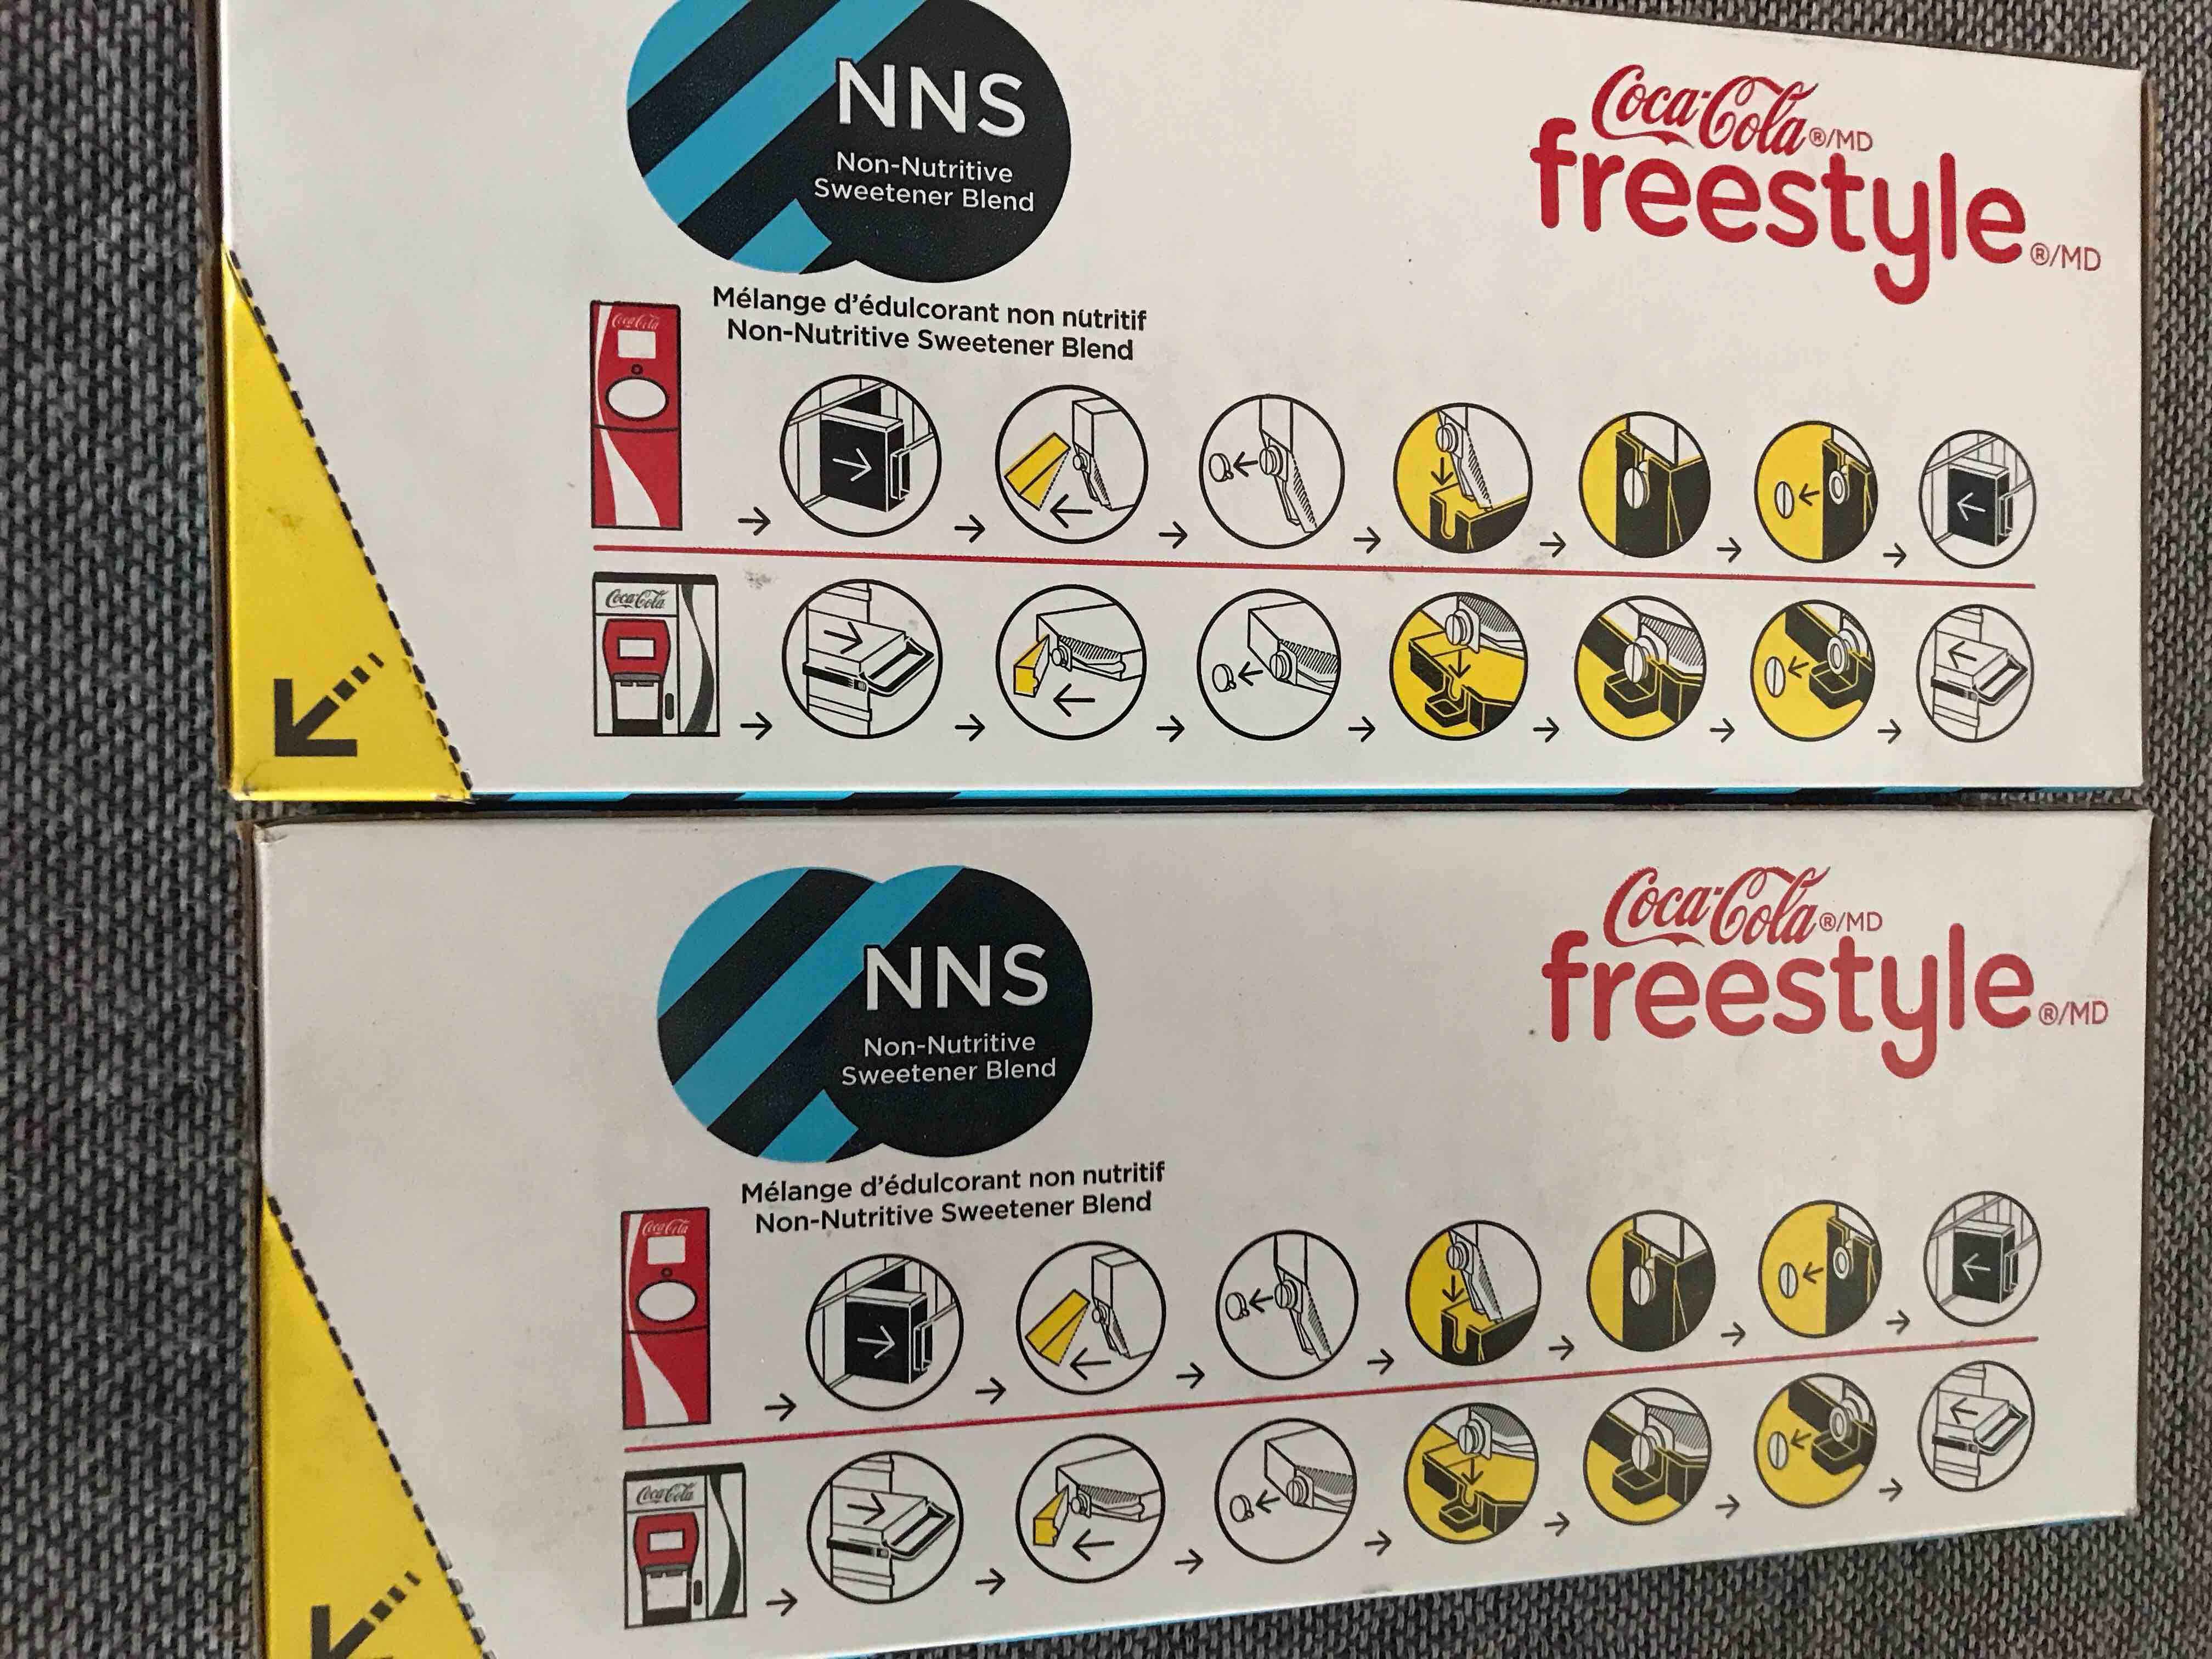 NNS
Non-Nutritive
Sweetener Blend
Coca-Cola®/MD
freestyle®/MD
Mélange d'édulcorant non nutritif
Non-Nutritive Sweetener Blend
Coca-Cola
Coca-Cola
NNS
Non-Nutritive
Sweetener Blend
Coca-Cola®/MD
freestyle®/MD
Mélange d'édulcorant non nutritif
Non-Nutritive Sweetener Blend
Coca-Cola
Coca-Cola